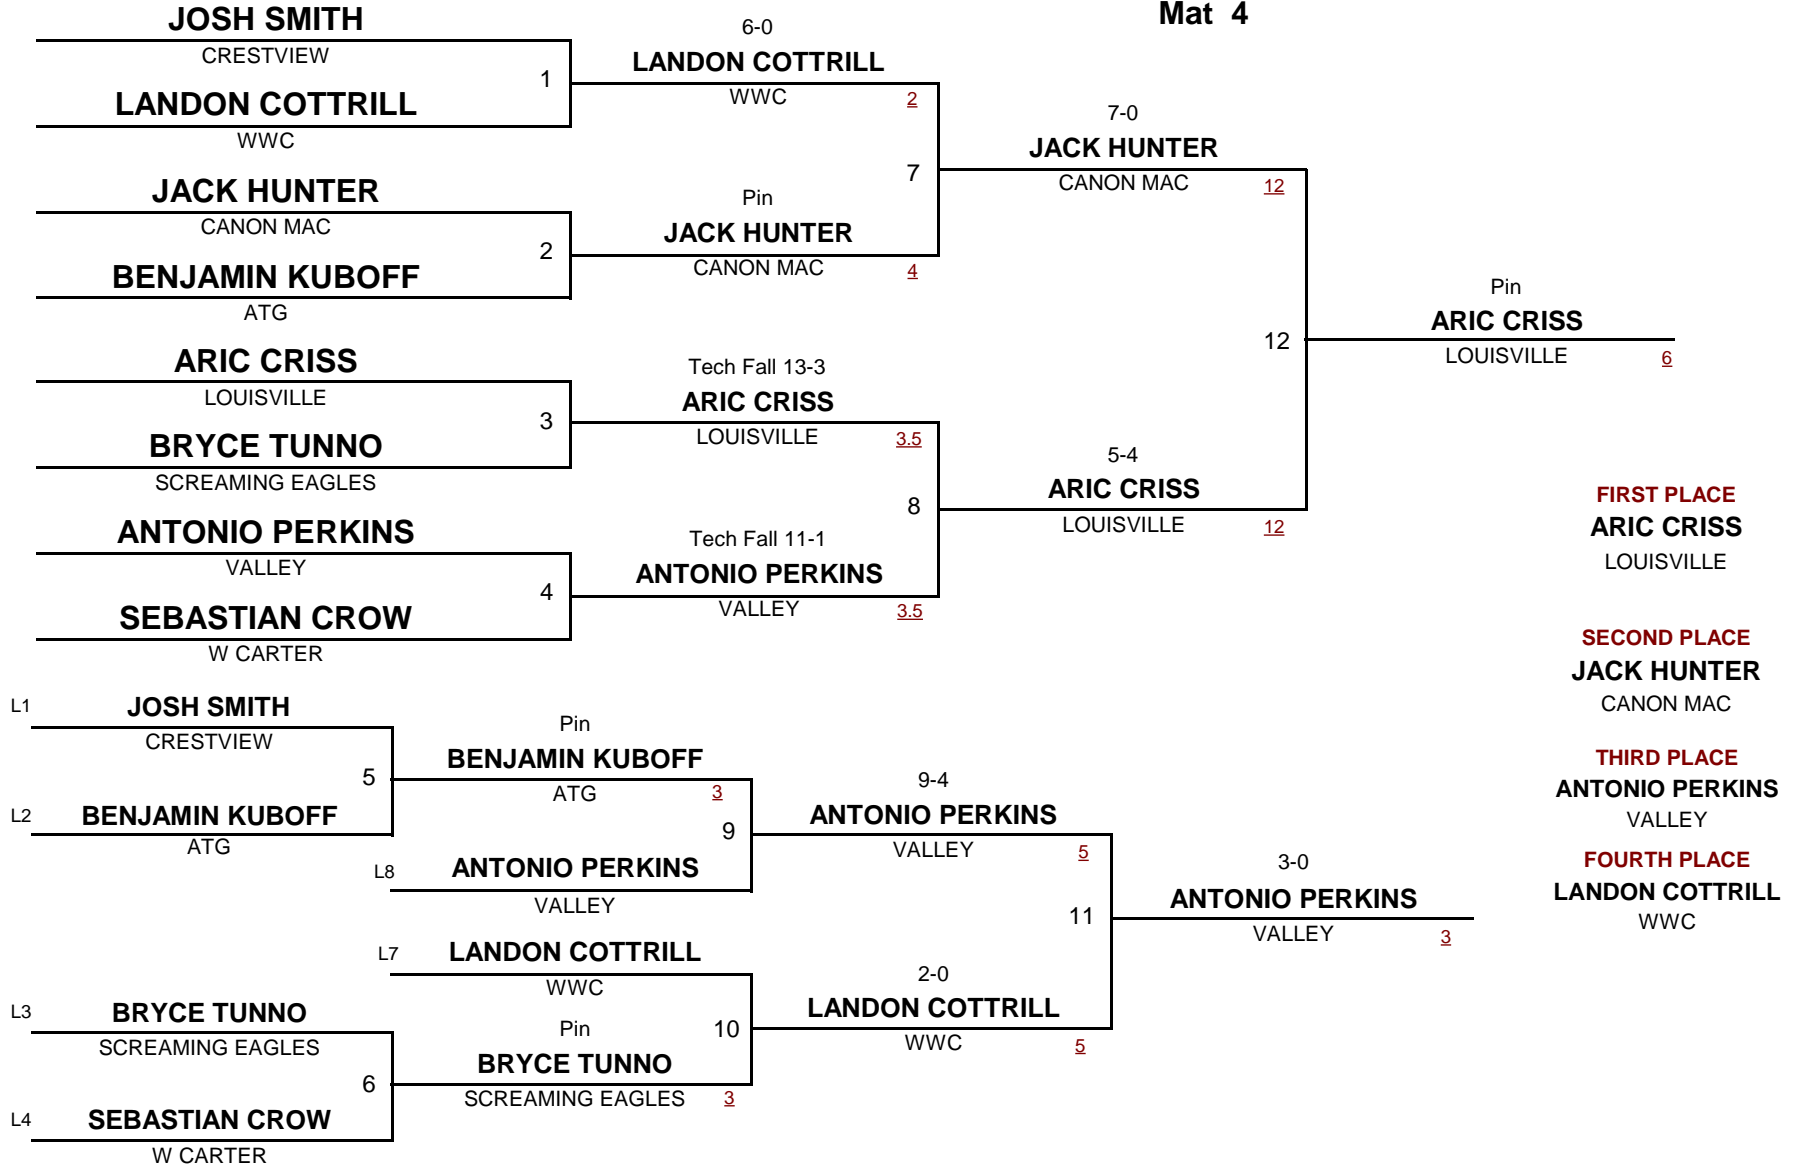 Mat 4
JOSH SMITH
CRESTVIEW
1
LANDON COTTRILL
WWC
JACK HUNTER
CANON MAC
2
BENJAMIN KUBOFF
ATG
ARIC CRISS
LOUISVILLE
3
BRYCE TUNNO
SCREAMING EAGLES
ANTONIO PERKINS
VALLEY
4
SEBASTIAN CROW
W CARTER
6-0
LANDON COTTRILL
WWC 2
7
Pin
JACK HUNTER
CANON MAC 4
Tech Fall 13-3
ARIC CRISS
LOUISVILLE 3.5
8
Tech Fall 11-1
ANTONIO PERKINS
VALLEY 3.5
7-0
JACK HUNTER
CANON MAC 12
12
5-4
ARIC CRISS
LOUISVILLE 12
Pin
ARIC CRISS
LOUISVILLE 6
FIRST PLACE
ARIC CRISS
LOUISVILLE
SECOND PLACE
JACK HUNTER
CANON MAC
THIRD PLACE
ANTONIO PERKINS
VALLEY
FOURTH PLACE
LANDON COTTRILL
WWC
L1 JOSH SMITH
CRESTVIEW
5
L2 BENJAMIN KUBOFF
ATG
L3 BRYCE TUNNO
SCREAMING EAGLES
6
L4 SEBASTIAN CROW
W CARTER
Pin
BENJAMIN KUBOFF
ATG 3
9
L8 ANTONIO PERKINS
VALLEY
L7 LANDON COTTRILL
WWC
10
Pin
BRYCE TUNNO
SCREAMING EAGLES 3
9-4
ANTONIO PERKINS
VALLEY 5
11
2-0
LANDON COTTRILL
WWC 5
3-0
ANTONIO PERKINS
VALLEY 3